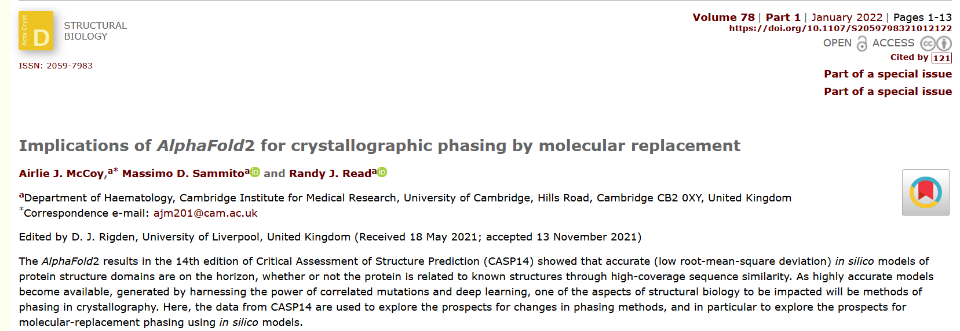 Acta Cryst
D
STRUCTURAL
BIOLOGY
ISSN: 2059-7983
Volume 78 | Part 1 | January 2022 | Pages 1-13
https://doi.org/10.1107/S2059798321012122
OPEN ACCESS
Cited by 121
Part of a special issue
Part of a special issue
Implications of AlphaFold2 for crystallographic phasing by molecular replacement
Airlie J. McCoy,a* Massimo D. Sammitoa and Randy J. Reada
aDepartment of Haematology, Cambridge Institute for Medical Research, University of Cambridge, Hills Road, Cambridge CB2 0XY, United Kingdom
*Correspondence e-mail: ajm201@cam.ac.uk
Edited by D. J. Rigden, University of Liverpool, United Kingdom (Received 18 May 2021; accepted 13 November 2021)
The AlphaFold2 results in the 14th edition of Critical Assessment of Structure Prediction (CASP14) showed that accurate (low root-mean-square deviation) in silico models of
protein structure domains are on the horizon, whether or not the protein is related to known structures through high-coverage sequence similarity. As highly accurate models
become available, generated by harnessing the power of correlated mutations and deep learning, one of the aspects of structural biology to be impacted will be methods of
phasing in crystallography. Here, the data from CASP14 are used to explore the prospects for changes in phasing methods, and in particular to explore the prospects for
molecular-replacement phasing using in silico models.